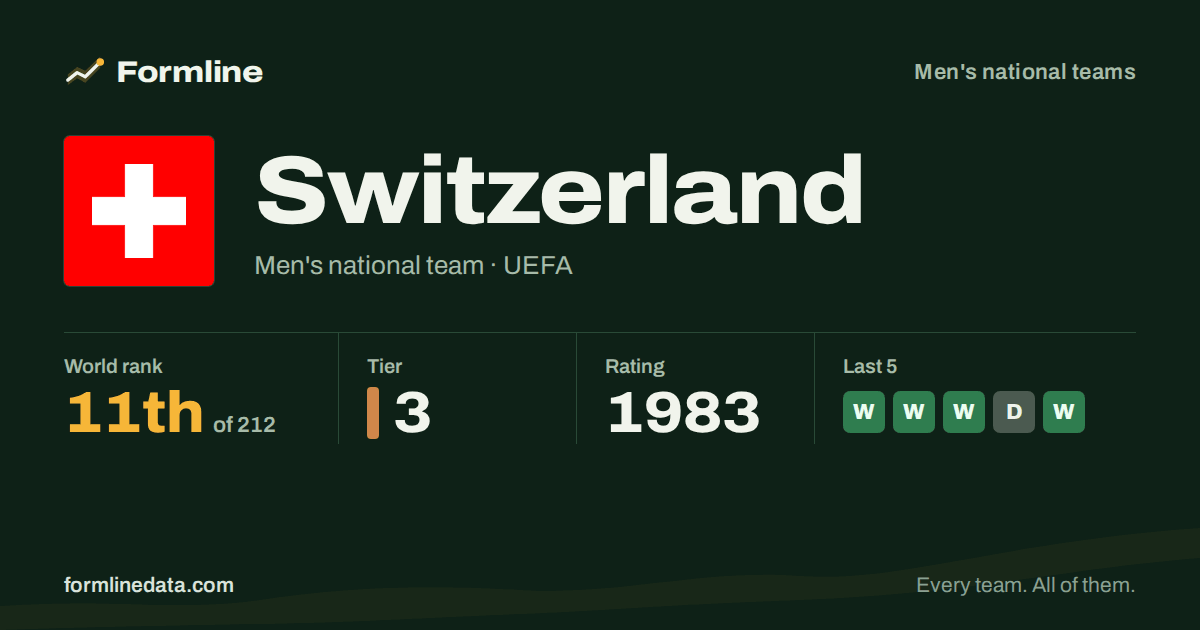 Formline
Men's national teams
Switzerland
Men's national team · UEFA
World rank
11th of 212
Tier
3
Rating
1983
Last 5
W W W D W
formlinedata.com
Every team. All of them.